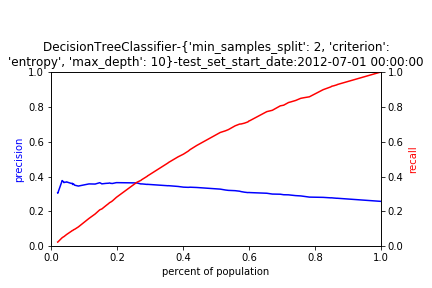 DecisionTreeClassifier-{'min_samples_split': 2, 'criterion':
'entropy', 'max_depth': 10}-test_set_start_date:2012-07-01 00:00:00
1.0
0.8
0.6
0.4
0.2
0.0
precision
1.0
0.8
0.6
0.4
0.2
0.0
recall
0.0 0.2 0.4 0.6 0.8 1.0
percent of population